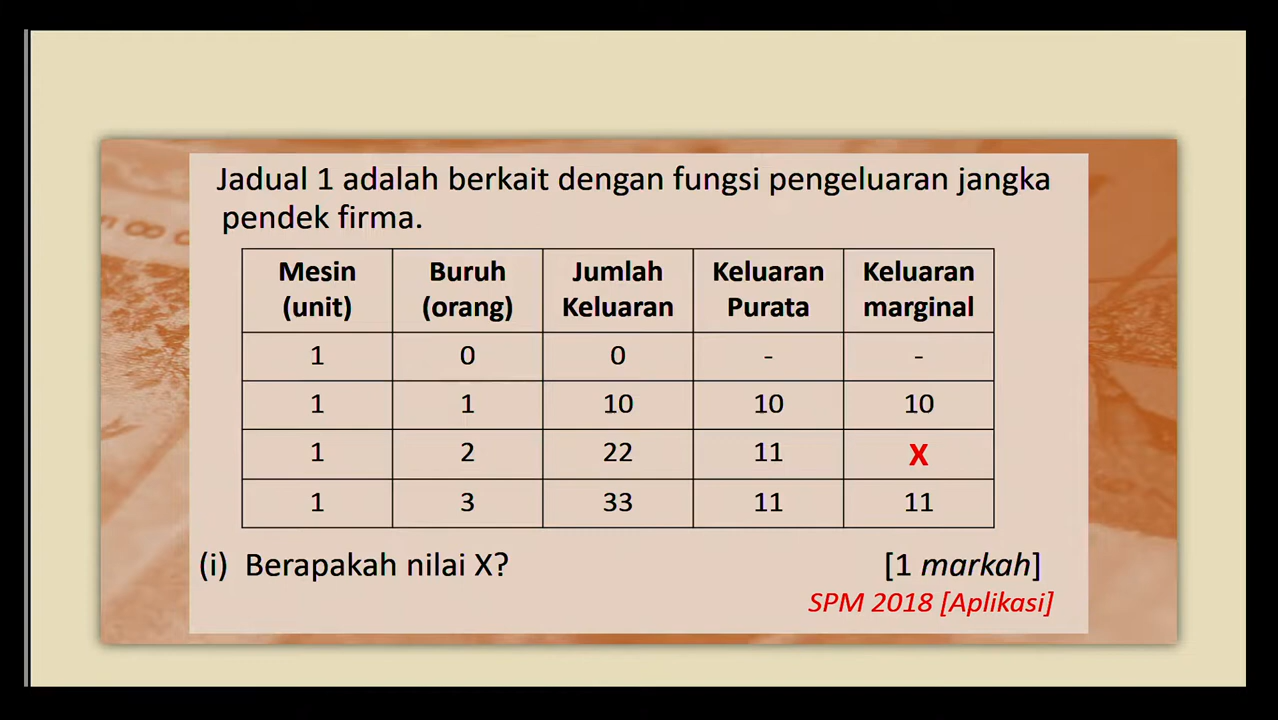 Jadual 1 adalah berkait dengan fungsi pengeluaran jangka
pendek firma.
Mesin (unit) Buruh (orang) Jumlah Keluaran Keluaran Purata Keluaran marginal
1 0 0 - -
1 1 10 10 10
1 2 22 11 X
1 3 33 11 11
(i) Berapakah nilai X? [1 markah]
SPM 2018 [Aplikasi]